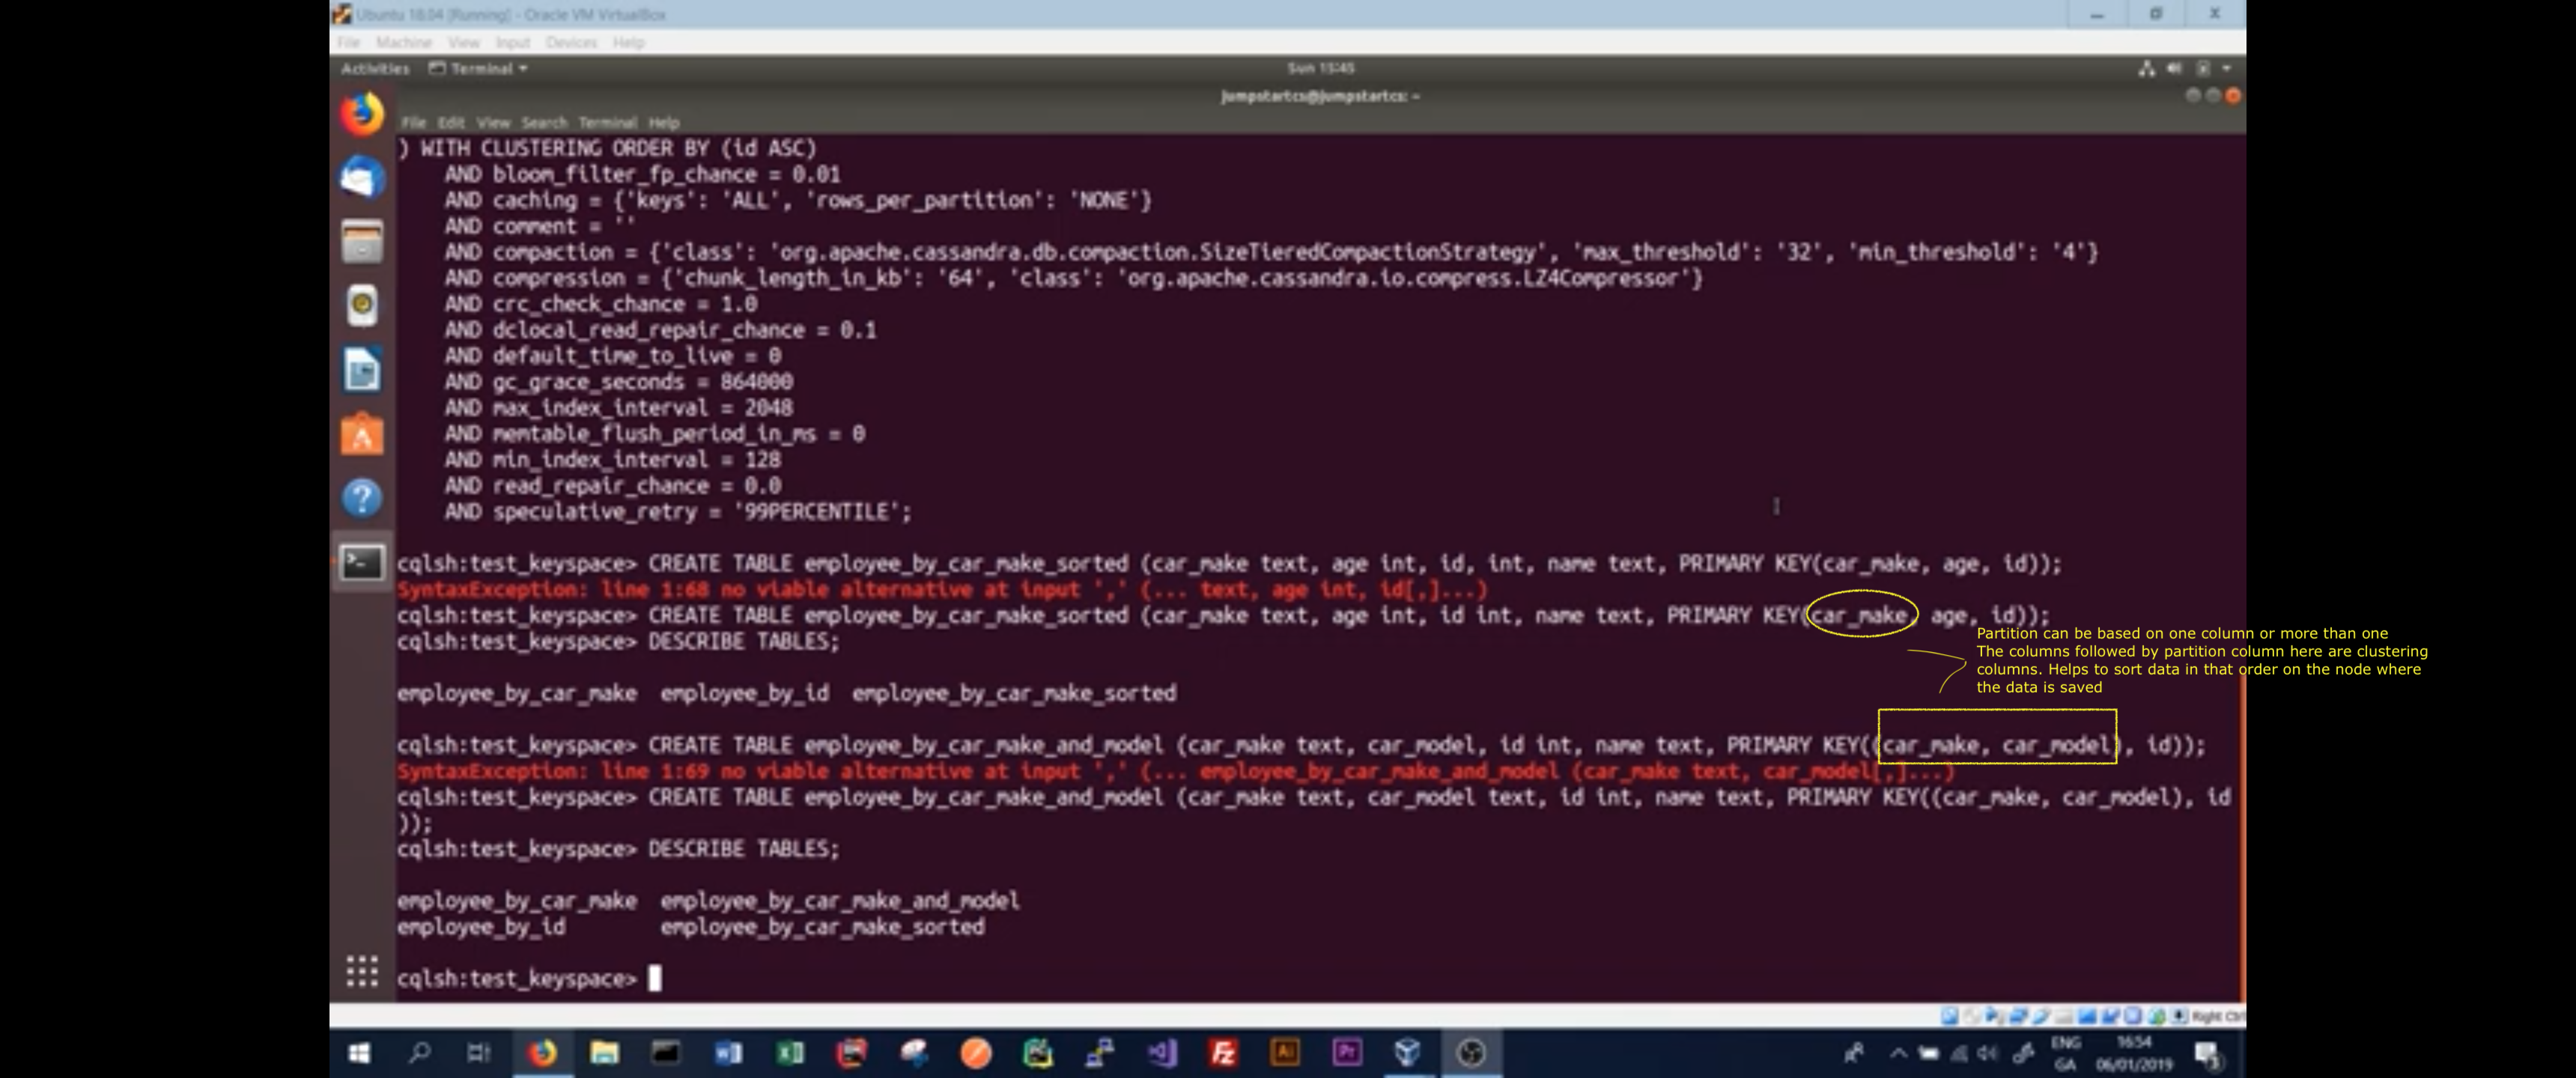 Ubuntu 18.04 [Running] - Oracle VM VirtualBox
File Machine View Input Devices Help
Activities Terminal Sun 15:45
jumpstartcs@jumpstartcs: ~
File Edit View Search Terminal Help
) WITH CLUSTERING ORDER BY (id ASC)
AND bloom_filter_fp_chance = 0.01
AND caching = {'keys': 'ALL', 'rows_per_partition': 'NONE'}
AND comment = ''
AND compaction = {'class': 'org.apache.cassandra.db.compaction.SizeTieredCompactionStrategy', 'max_threshold': '32', 'min_threshold': '4'}
AND compression = {'chunk_length_in_kb': '64', 'class': 'org.apache.cassandra.io.compress.LZ4Compressor'}
AND crc_check_chance = 1.0
AND dclocal_read_repair_chance = 0.1
AND default_time_to_live = 0
AND gc_grace_seconds = 864000
AND max_index_interval = 2048
AND memtable_flush_period_in_ms = 0
AND min_index_interval = 128
AND read_repair_chance = 0.0
AND speculative_retry = '99PERCENTILE';
cqlsh:test_keyspace> CREATE TABLE employee_by_car_make_sorted (car_make text, age int, id, int, name text, PRIMARY KEY(car_make, age, id));
SyntaxException: line 1:68 no viable alternative at input ',' (... text, age int, id[,]...)
cqlsh:test_keyspace> CREATE TABLE employee_by_car_make_sorted (car_make text, age int, id int, name text, PRIMARY KEY(car_make, age, id));
cqlsh:test_keyspace> DESCRIBE TABLES;
Partition can be based on one column or more than one
The columns followed by partition column here are clustering
columns. Helps to sort data in that order on the node where
the data is saved
employee_by_car_make employee_by_id employee_by_car_make_sorted
cqlsh:test_keyspace> CREATE TABLE employee_by_car_make_and_model (car_make text, car_model, id int, name text, PRIMARY KEY((car_make, car_model), id));
SyntaxException: line 1:69 no viable alternative at input ',' (... employee_by_car_make_and_model (car_make text, car_model[,]...)
cqlsh:test_keyspace> CREATE TABLE employee_by_car_make_and_model (car_make text, car_model text, id int, name text, PRIMARY KEY((car_make, car_model), id
));
cqlsh:test_keyspace> DESCRIBE TABLES;
employee_by_car_make employee_by_car_make_and_model
employee_by_id employee_by_car_make_sorted
cqlsh:test_keyspace>
Right Ctrl
ENG 16:54
GA 06/01/2019